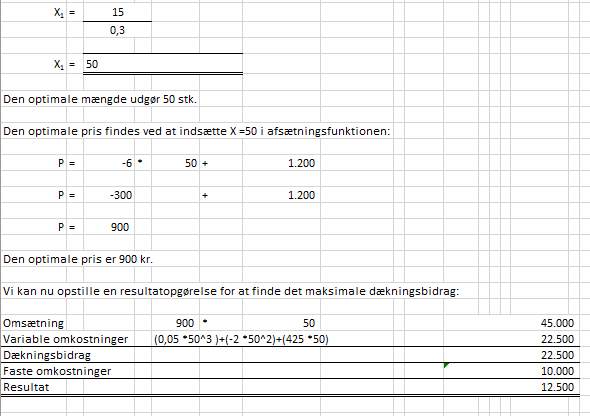 X₁ = 15
0,3
X₁ = 50
Den optimale mængde udgør 50 stk.
Den optimale pris findes ved at indsætte X =50 i afsætningsfunktionen:
P = -6 * 50 + 1.200
P = -300 + 1.200
P = 900
Den optimale pris er 900 kr.
Vi kan nu opstille en resultatopgørelse for at finde det maksimale dækningsbidrag:
Omsætning 900 * 50 45.000
Variable omkostninger (0,05 *50^3 )+(-2 *50^2)+(425 *50) 22.500
Dækningsbidrag 22.500
Faste omkostninger 10.000
Resultat 12.500